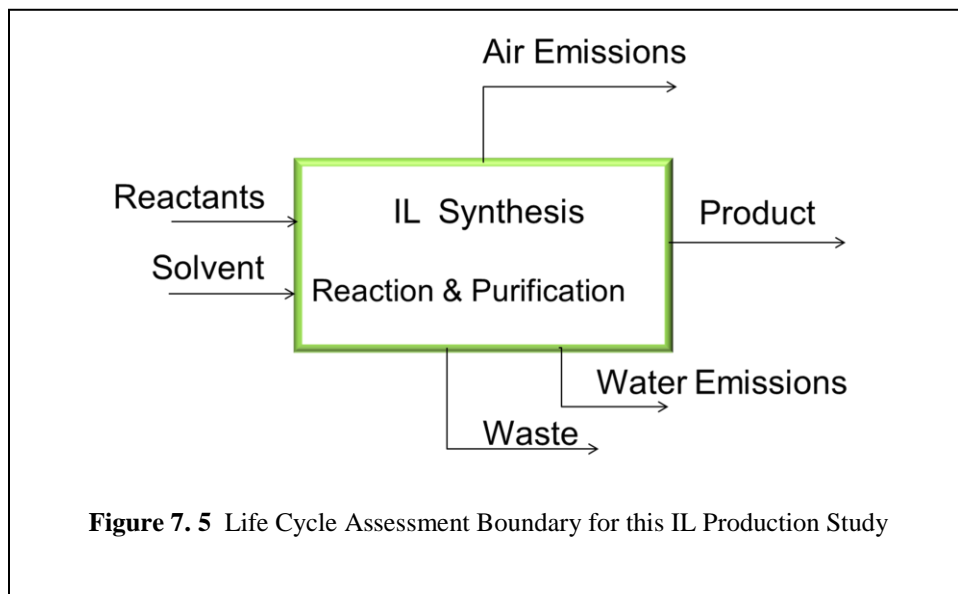 Air Emissions
Reactants
IL Synthesis
Product
Solvent
Reaction & Purification
Water Emissions
Waste
Figure 7. 5 Life Cycle Assessment Boundary for this IL Production Study